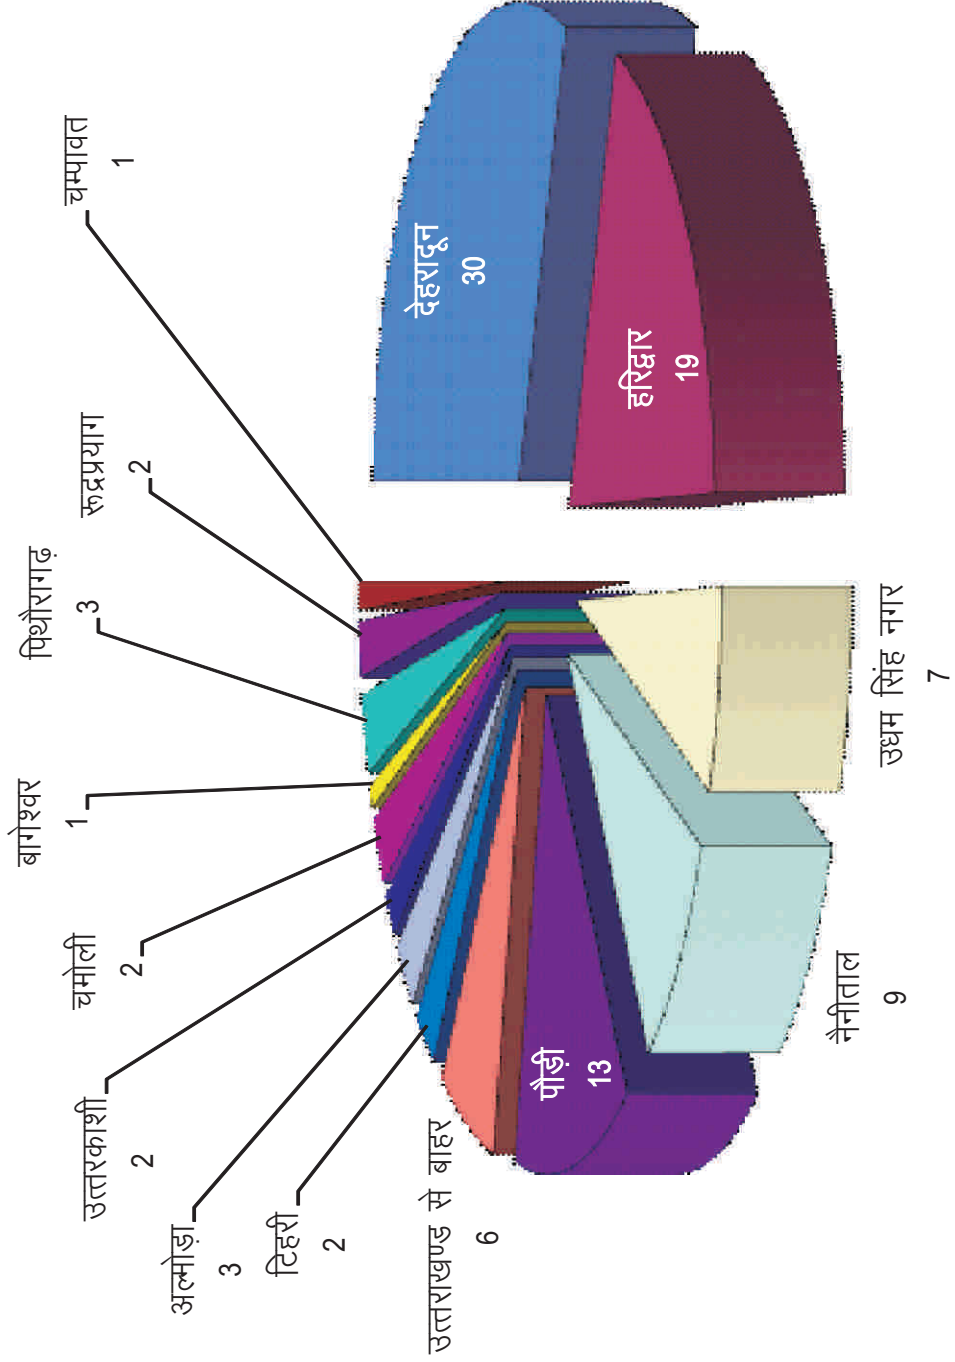 चम्पावत
1
रूद्रप्रयाग
2
पिथौरागढ़
3
बागेश्वर
1
चमोली
2
उत्तरकाशी
2
अल्मोड़ा
3
टिहरी
2
उत्तराखण्ड से बाहर
6
पौड़ी
13
नैनीताल
9
उधम सिंह नगर
7
हरिद्वार
19
देहरादून
30